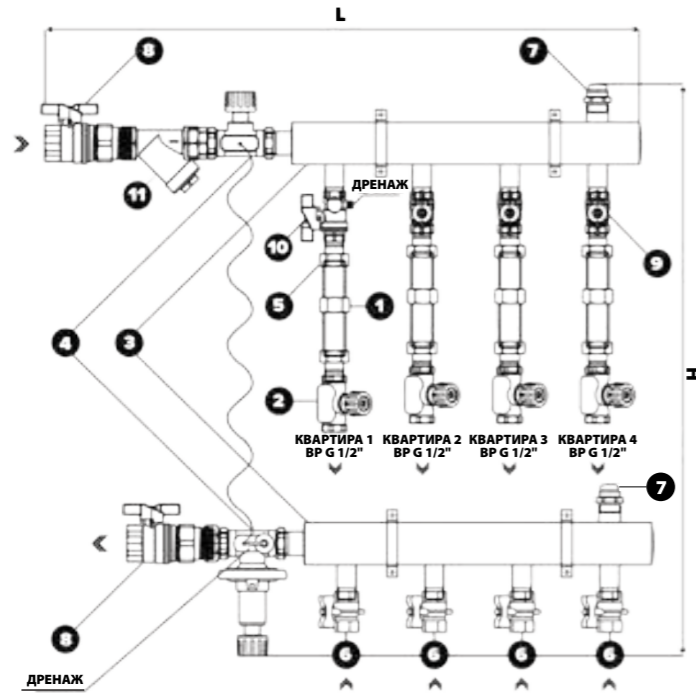 L
8
7
11
ДРЕНАЖ
10
9
5
1
4
3
H
2
КВАРТИРА 1
ВР G 1/2"
КВАРТИРА 2
ВР G 1/2"
КВАРТИРА 3
ВР G 1/2"
КВАРТИРА 4
ВР G 1/2"
7
8
6
6
6
6
ДРЕНАЖ